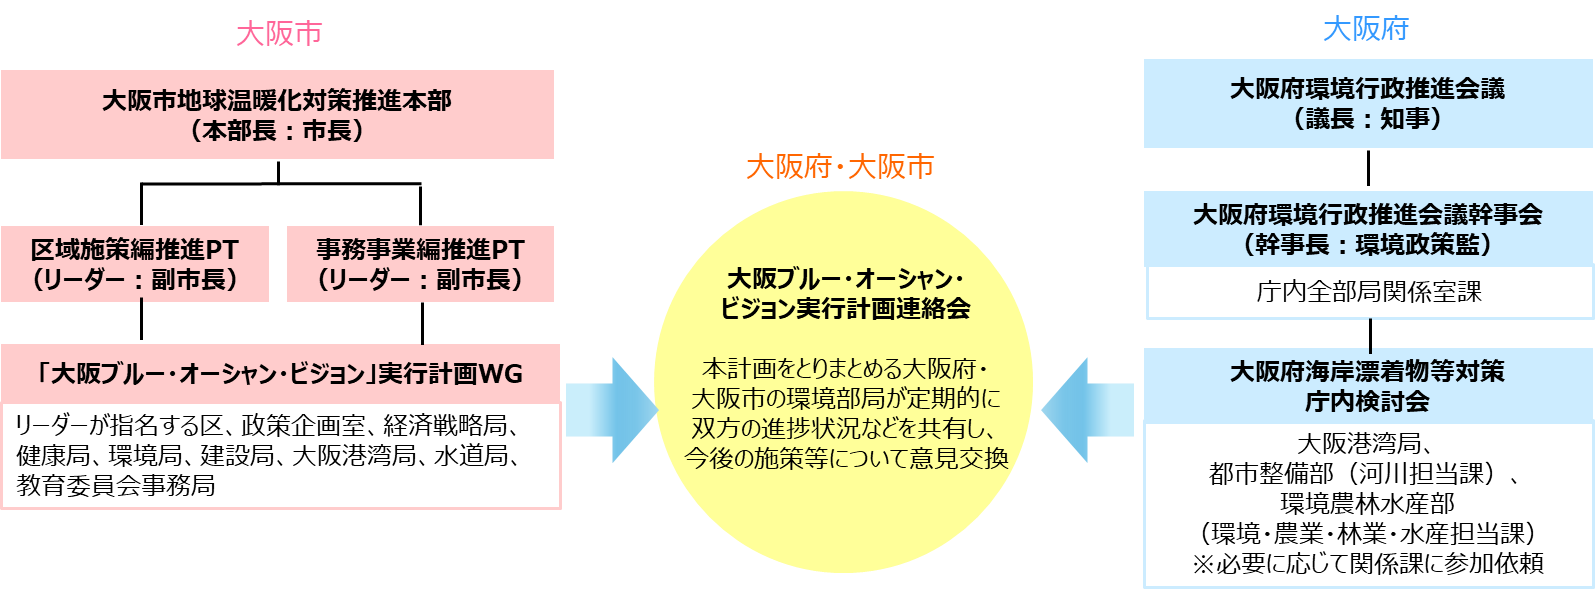 大阪市
大阪市地球温暖化対策推進本部
（本部長：市長）
区域施策編推進PT
（リーダー：副市長）
事務事業編推進PT
（リーダー：副市長）
「大阪ブルー・オーシャン・ビジョン」実行計画WG
リーダーが指名する区、政策企画室、経済戦略局、
健康局、環境局、建設局、大阪港湾局、水道局、
教育委員会事務局
大阪府・大阪市
大阪ブルー・オーシャン・
ビジョン実行計画連絡会
本計画をとりまとめる大阪府・
大阪市の環境部局が定期的に
双方の進捗状況などを共有し、
今後の施策等について意見交換
大阪府
大阪府環境行政推進会議
（議長：知事）
大阪府環境行政推進会議幹事会
（幹事長：環境政策監）
庁内全部局関係室課
大阪府海岸漂着物等対策
庁内検討会
大阪港湾局、
都市整備部（河川担当課）、
環境農林水産部
（環境・農業・林業・水産担当課）
※必要に応じて関係課に参加依頼